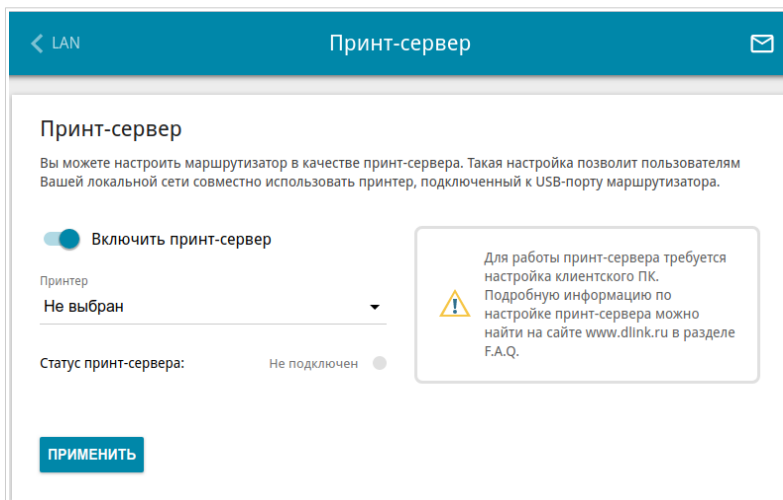 LAN
Принт-сервер
Принт-сервер
Вы можете настроить маршрутизатор в качестве принт-сервера. Такая настройка позволит пользователям
Вашей локальной сети совместно использовать принтер, подключенный к USB-порту маршрутизатора.
Включить принт-сервер
Принтер
Не выбран
Статус принт-сервера:
Не подключен
Для работы принт-сервера требуется
настройка клиентского ПК.
Подробную информацию по
настройке принт-сервера можно
найти на сайте www.dlink.ru в разделе
F.A.Q.
ПРИМЕНИТЬ